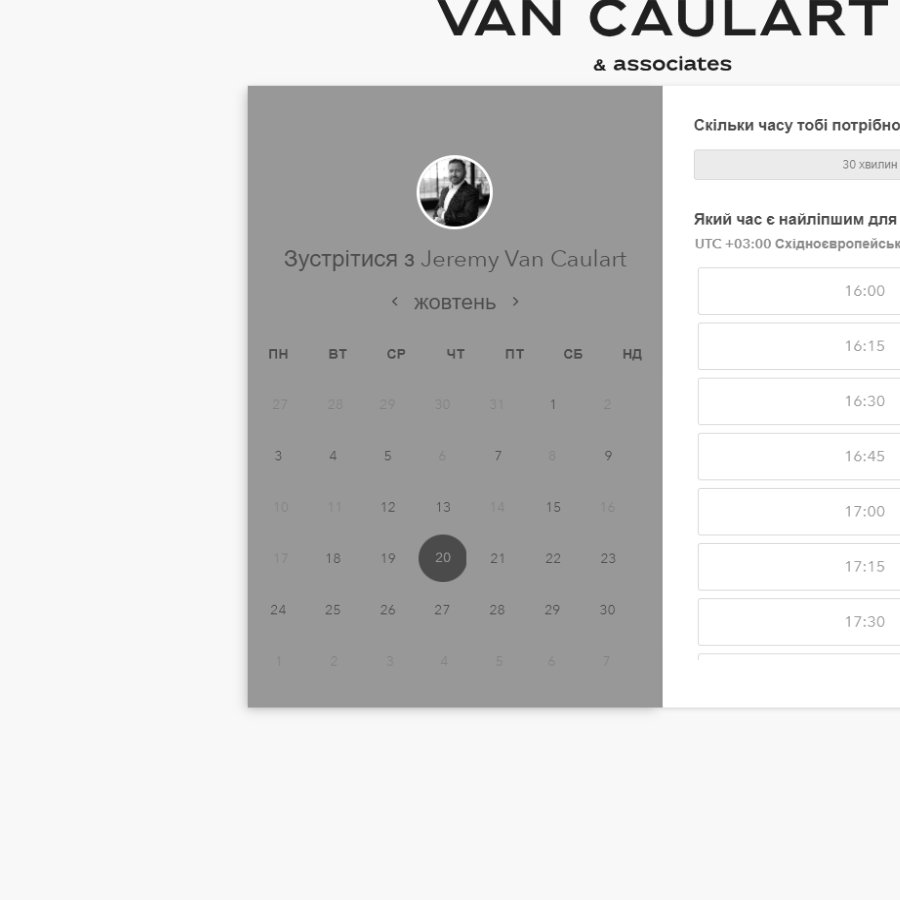 VAN CAULART
& associates
Зустрітися з Jeremy Van Caulart
жовтень
ПН ВТ СР ЧТ ПТ СБ НД
27 28 29 30 31 1 2
3 4 5 6 7 8 9
10 11 12 13 14 15 16
17 18 19 20 21 22 23
24 25 26 27 28 29 30
1 2 3 4 5 6 7
Скільки часу тобі потрібно
30 хвилин
Який час є найліпшим для
UTC +03:00 Східноєвропейськ
16:00
16:15
16:30
16:45
17:00
17:15
17:30